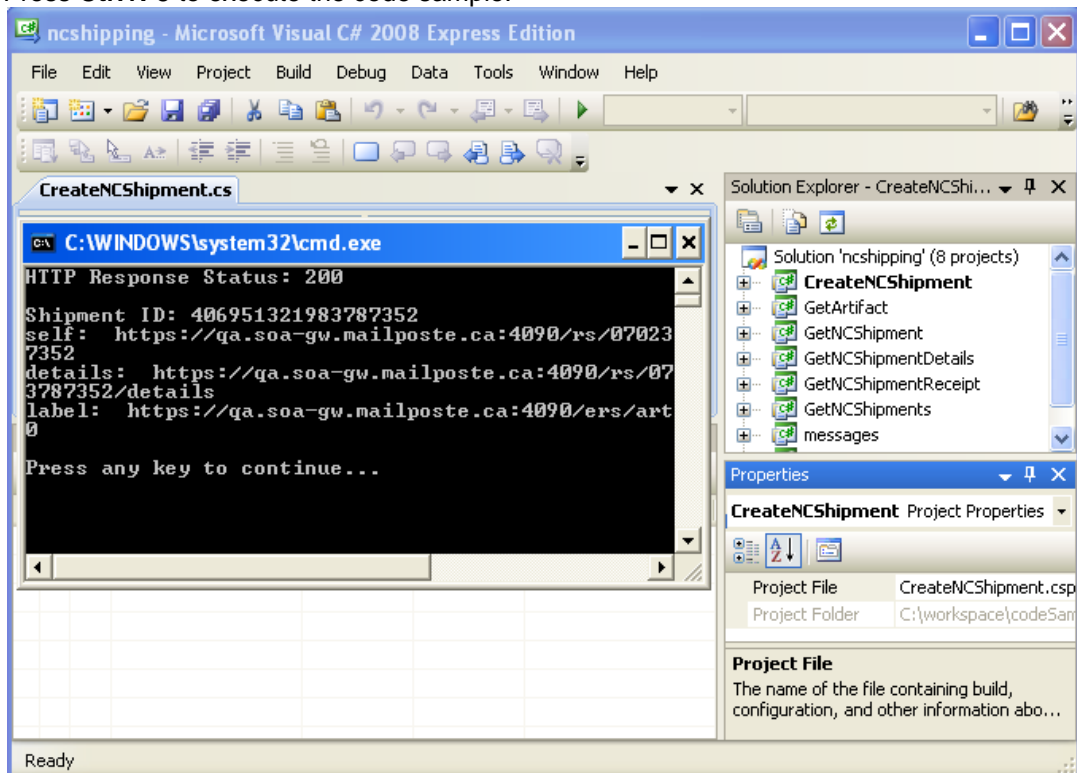 to execute the code sample.
ncshipping - Microsoft Visual C# 2008 Express Edition
File Edit View Project Build Debug Data Tools Window Help
CreateNCShipment.cs
C:\WINDOWS\system32\cmd.exe
HTTP Response Status: 200
Shipment ID: 406951321983787352
self: https://qa.soa-gw.mailposte.ca:4090/rs/07023
7352
details: https://qa.soa-gw.mailposte.ca:4090/rs/07
3787352/details
label: https://qa.soa-gw.mailposte.ca:4090/ers/art
0
Press any key to continue...
Solution Explorer - CreateNCShi...
Solution 'ncshipping' (8 projects)
CreateNCShipment
GetArtifact
GetNCShipment
GetNCShipmentDetails
GetNCShipmentReceipt
GetNCShipments
messages
Properties
CreateNCShipment Project Properties
Project File CreateNCShipment.csp
Project Folder C:\workspace\codeSam
Project File
The name of the file containing build,
configuration, and other information abo...
Ready